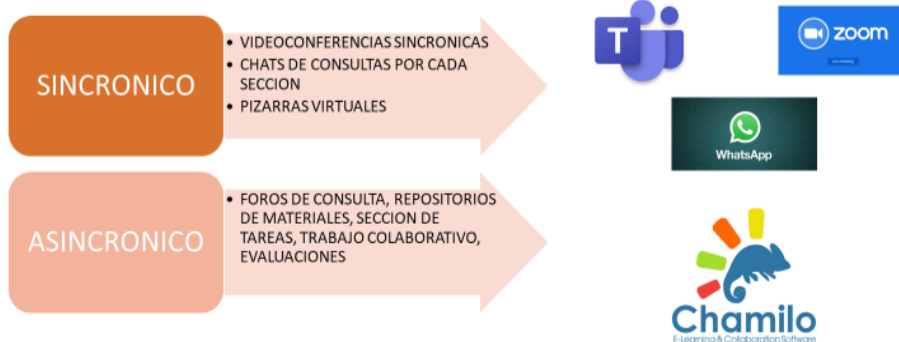 SINCRONICO
• VIDEOCONFERENCIAS SINCRONICAS
• CHATS DE CONSULTAS POR CADA
SECCION
• PIZARRAS VIRTUALES
T
zoom
WhatsApp
ASINCRONICO
• FOROS DE CONSULTA, REPOSITORIOS
DE MATERIALES, SECCION DE
TAREAS, TRABAJO COLABORATIVO,
EVALUACIONES
Chamilo
E-Learning & Collaboration Software